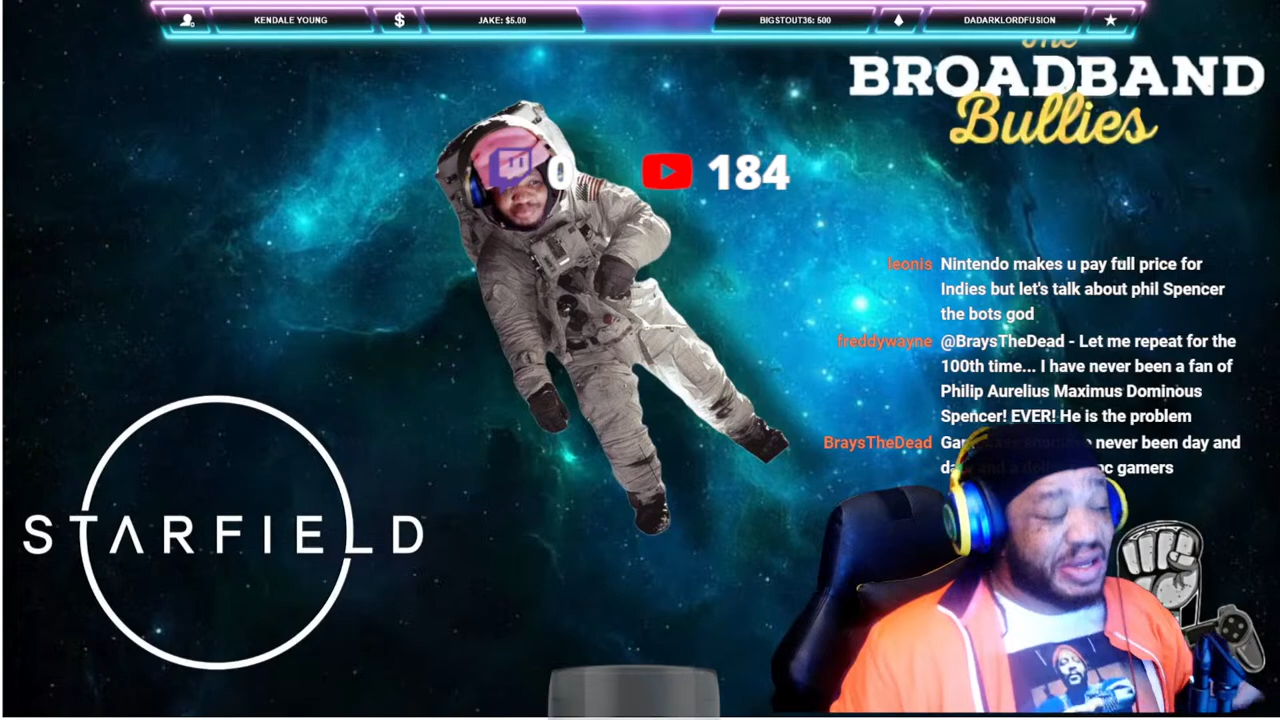 KENDALE YOUNG
$
JAKE: $5.00
BIGSTOUT36: 500
DADARKLORDFUSION
The
BROADBAND
Bullies
0
184
leonis Nintendo makes u pay full price for
Indies but let's talk about phil Spencer
the bots god
freddywayne @BraysTheDead - Let me repeat for the
100th time... I have never been a fan of
Philip Aurelius Maximus Dominous
Spencer! EVER! He is the problem
BraysTheDead never been day and
pc gamers
STARFIELD